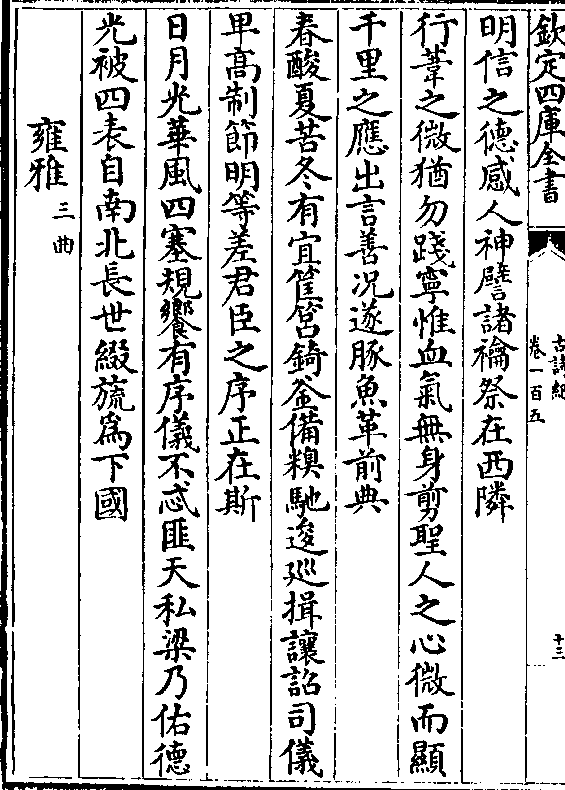 欽定四庫全書
古詩紀
卷一百五
十三
明信之德感人神譬諸禴祭在西隣
行葦之微猶勿踐寧惟血氣無身剪聖人之心微而顯
千里之應出言善況遂豚魚革前典
春酸夏苦冬有宜筐筥錡釜備糗馳逡巡揖讓詔司儀
卑髙制節明等差君臣之序正在斯
日月光華風四塞規饗有序儀不忒匪天私梁乃佑德
光被四表自南北長世綴旒為下國
雍雅三曲